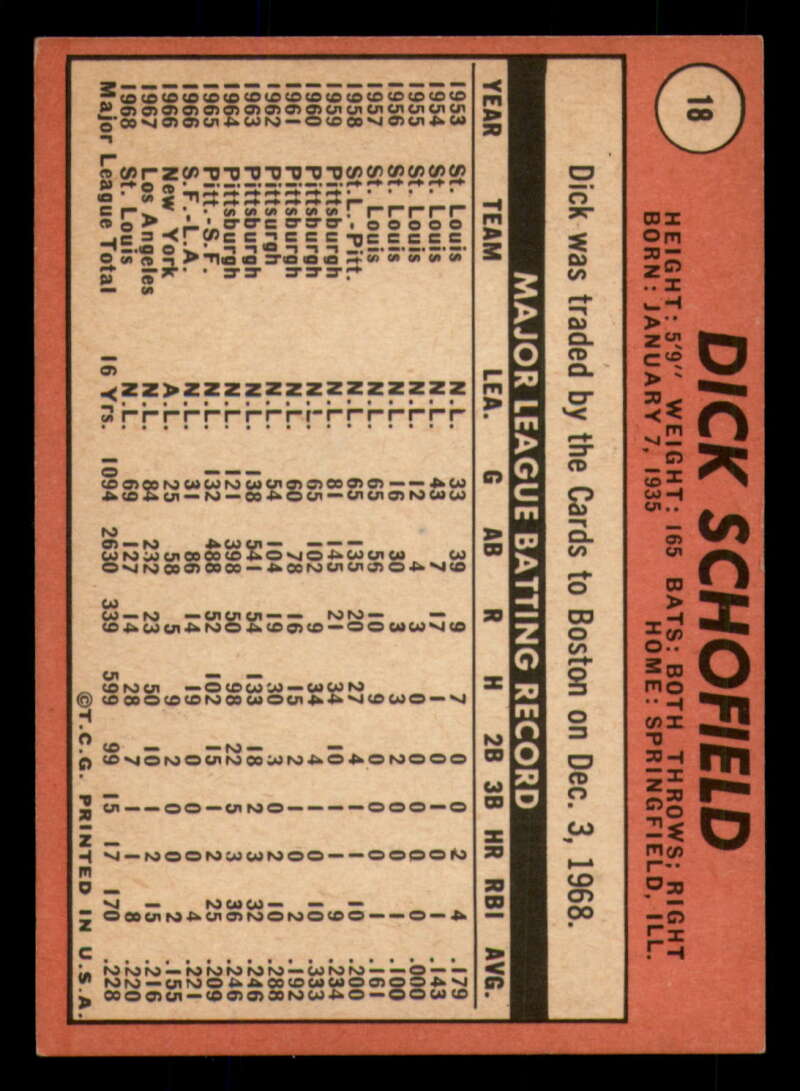 18
DICK SCHOFIELD
HEIGHT: 5'9" WEIGHT: 165 BATS: BOTH THROWS: RIGHT
BORN: JANUARY 7, 1935 HOME: SPRINGFIELD, ILL.
Dick was traded by the Cards to Boston on Dec. 3, 1968.
MAJOR LEAGUE BATTING RECORD
YEAR TEAM LEA. G AB R H 2B 3B HR RBI AVG.
1953 St. Louis N.L. 33 39 9 7 0 0 2 4 .179
1954 St. Louis N.L. 43 7 17 1 0 1 0 1 .143
1955 St. Louis N.L. 12 4 3 0 0 0 0 0 .000
1956 St. Louis N.L. 16 30 3 3 2 0 0 1 .100
1957 St. Louis N.L. 65 56 10 9 0 0 0 1 .161
1958 St.L.-Pitt. N.L. 65 135 20 27 4 1 1 10 .200
1959 Pittsburgh N.L. 81 145 21 34 10 1 1 9 .234
1960 Pittsburgh N.L. 65 102 9 34 4 1 0 10 .333
1961 Pittsburgh N.L. 60 78 16 15 2 1 0 2 .192
1962 Pittsurgh N.L. 54 104 19 30 3 1 2 10 .288
1963 Pittsburgh N.L. 138 541 54 133 18 2 3 32 .246
1964 Pittsburgh N.L. 121 398 50 98 22 5 3 36 .246
1965 Pitt.-S.F. N.L. 132 488 52 102 15 1 2 25 .209
1966 S.F.-L.A. N.L. 31 86 14 19 0 0 0 4 .221
1966 New York A.L. 25 58 5 9 2 0 0 2 .155
1967 Los Angeles N.L. 84 232 23 50 10 1 2 15 .216
1968 St. Louis N.L. 69 127 14 28 7 1 1 8 .220
Major League Total 16 Yrs. 1094 2630 339 599 99 15 17 170 .228
©T.C.G. PRINTED IN U.S.A.